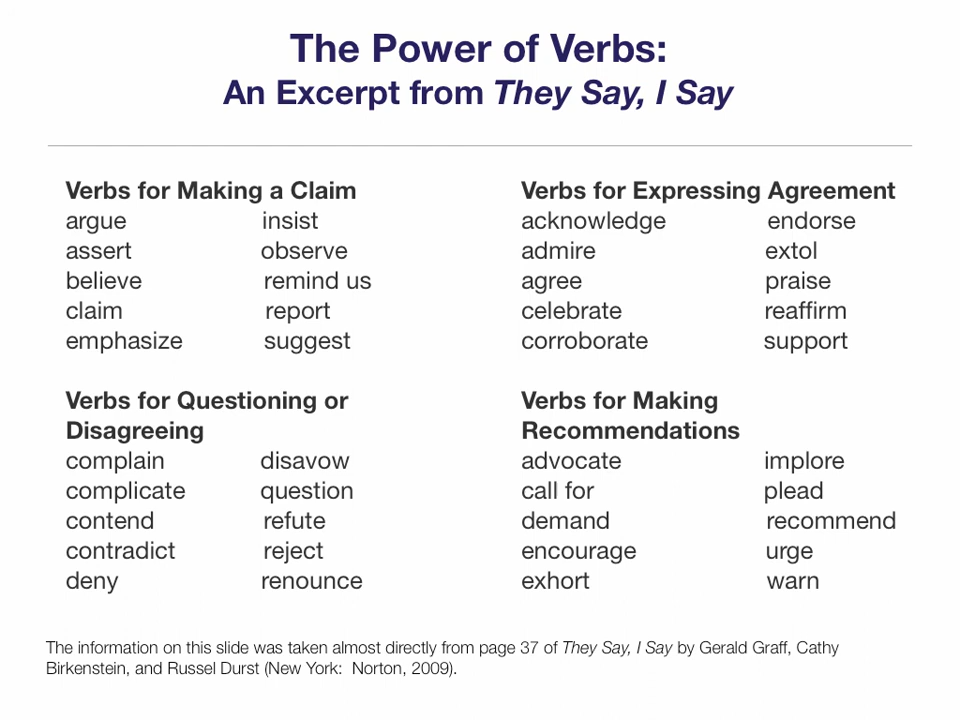 The Power of Verbs:
An Excerpt from They Say, I Say
Verbs for Making a Claim
argue insist
assert observe
believe remind us
claim report
emphasize suggest
Verbs for Expressing Agreement
acknowledge endorse
admire extol
agree praise
celebrate reaffirm
corroborate support
Verbs for Questioning or
Disagreeing
complain disavow
complicate question
contend refute
contradict reject
deny renounce
Verbs for Making
Recommendations
advocate implore
call for plead
demand recommend
encourage urge
exhort warn
The information on this slide was taken almost directly from page 37 of They Say, I Say by Gerald Graff, Cathy
Birkenstein, and Russel Durst (New York:  Norton, 2009).